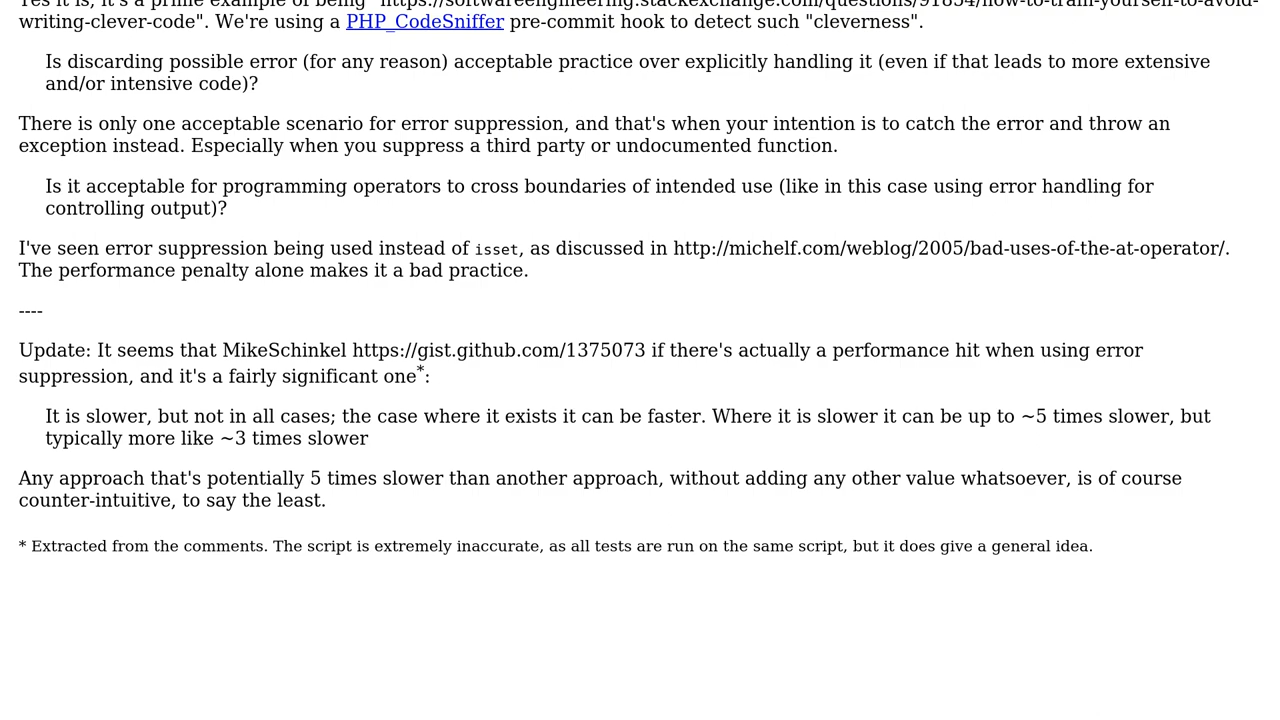 Yes it is, it's a prime example of being "https://softwareengineering.stackexchange.com/questions/91854/how-to-train-yourself-to-avoid-
writing-clever-code". We're using a PHP_CodeSniffer pre-commit hook to detect such "cleverness".
Is discarding possible error (for any reason) acceptable practice over explicitly handling it (even if that leads to more extensive
and/or intensive code)?
There is only one acceptable scenario for error suppression, and that's when your intention is to catch the error and throw an
exception instead. Especially when you suppress a third party or undocumented function.
Is it acceptable for programming operators to cross boundaries of intended use (like in this case using error handling for
controlling output)?
I've seen error suppression being used instead of isset, as discussed in http://michelf.com/weblog/2005/bad-uses-of-the-at-operator/.
The performance penalty alone makes it a bad practice.
----
Update: It seems that MikeSchinkel https://gist.github.com/1375073 if there's actually a performance hit when using error
suppression, and it's a fairly significant one*:
It is slower, but not in all cases; the case where it exists it can be faster. Where it is slower it can be up to ~5 times slower, but
typically more like ~3 times slower
Any approach that's potentially 5 times slower than another approach, without adding any other value whatsoever, is of course
counter-intuitive, to say the least.
* Extracted from the comments. The script is extremely inaccurate, as all tests are run on the same script, but it does give a general idea.